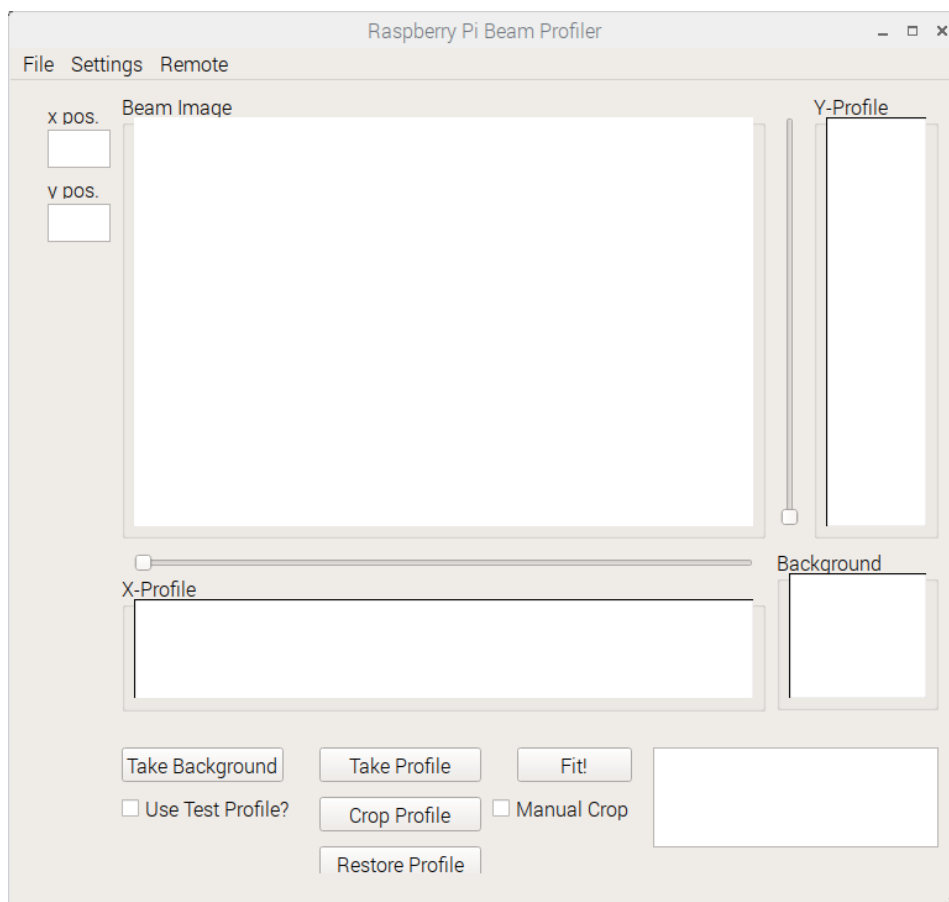 Raspberry Pi Beam Profiler
File Settings Remote
x pos.
Beam Image
Y-Profile
y pos.
Background
X-Profile
Take Background
Take Profile
Fit!
Use Test Profile?
Crop Profile
Manual Crop
Restore Profile